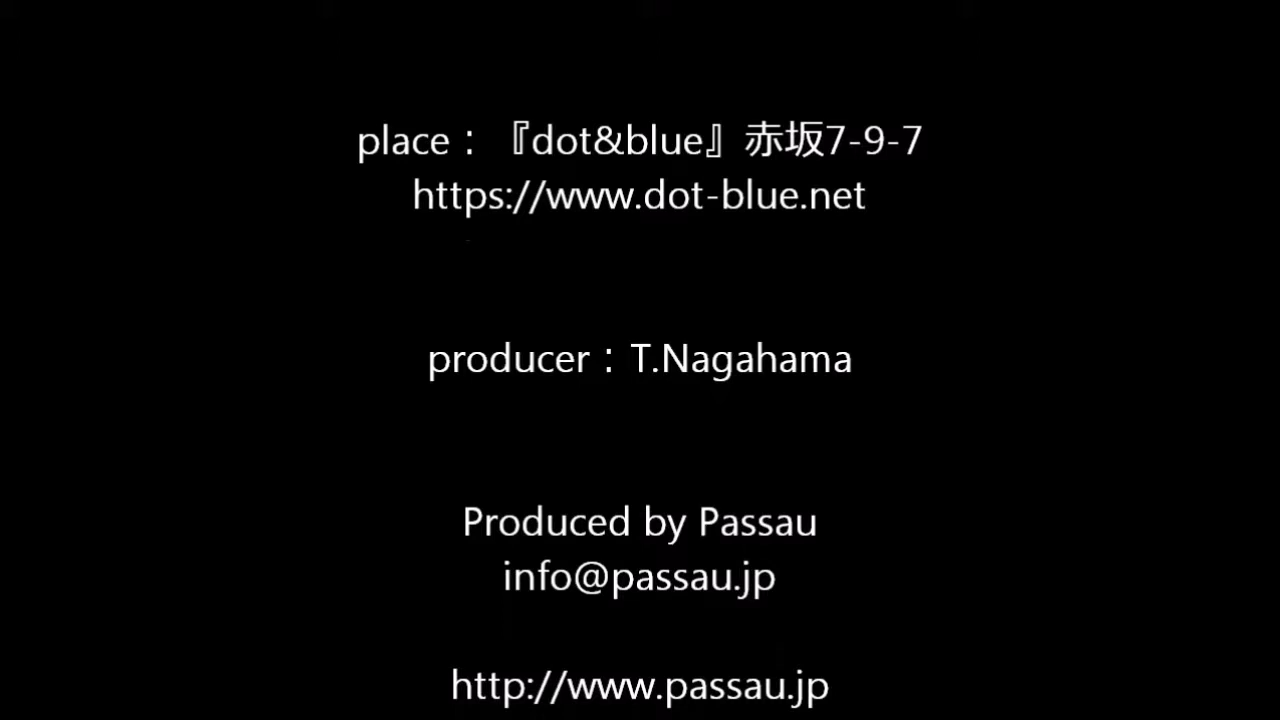 place：『dot&blue』赤坂7-9-7
https://www.dot-blue.net
producer：T.Nagahama
Produced by Passau
info@passau.jp
http://www.passau.jp